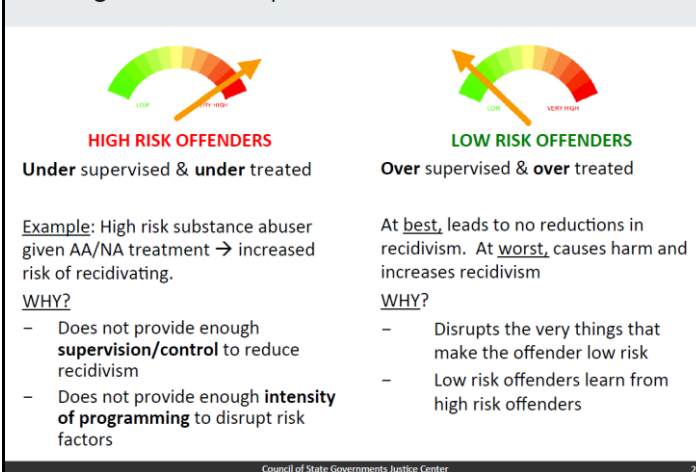 LOW VERY HIGH
HIGH RISK OFFENDERS
Under supervised & under treated
Example: High risk substance abuser
given AA/NA treatment → increased
risk of recidivating.
WHY?
– Does not provide enough
supervision/control to reduce
recidivism
– Does not provide enough intensity
of programming to disrupt risk
factors
LOW VERY HIGH
LOW RISK OFFENDERS
Over supervised & over treated
At best, leads to no reductions in
recidivism. At worst, causes harm and
increases recidivism
WHY?
– Disrupts the very things that
make the offender low risk
– Low risk offenders learn from
high risk offenders
Council of State Governments Justice Center